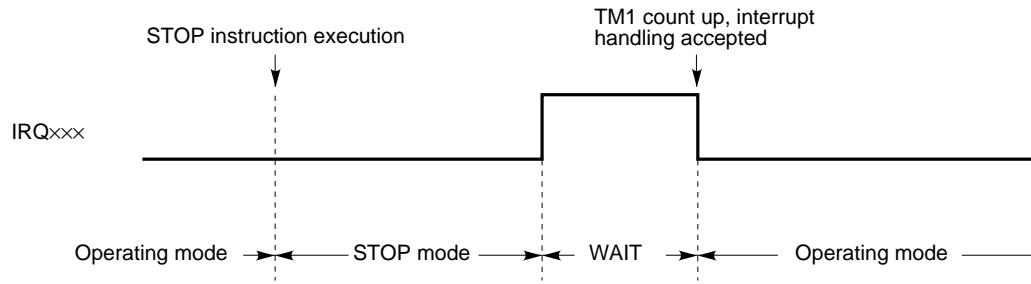 TM1 count up, interrupt
handling accepted
STOP instruction execution
IRQ×××
Operating mode
STOP mode
WAIT
Operating mode